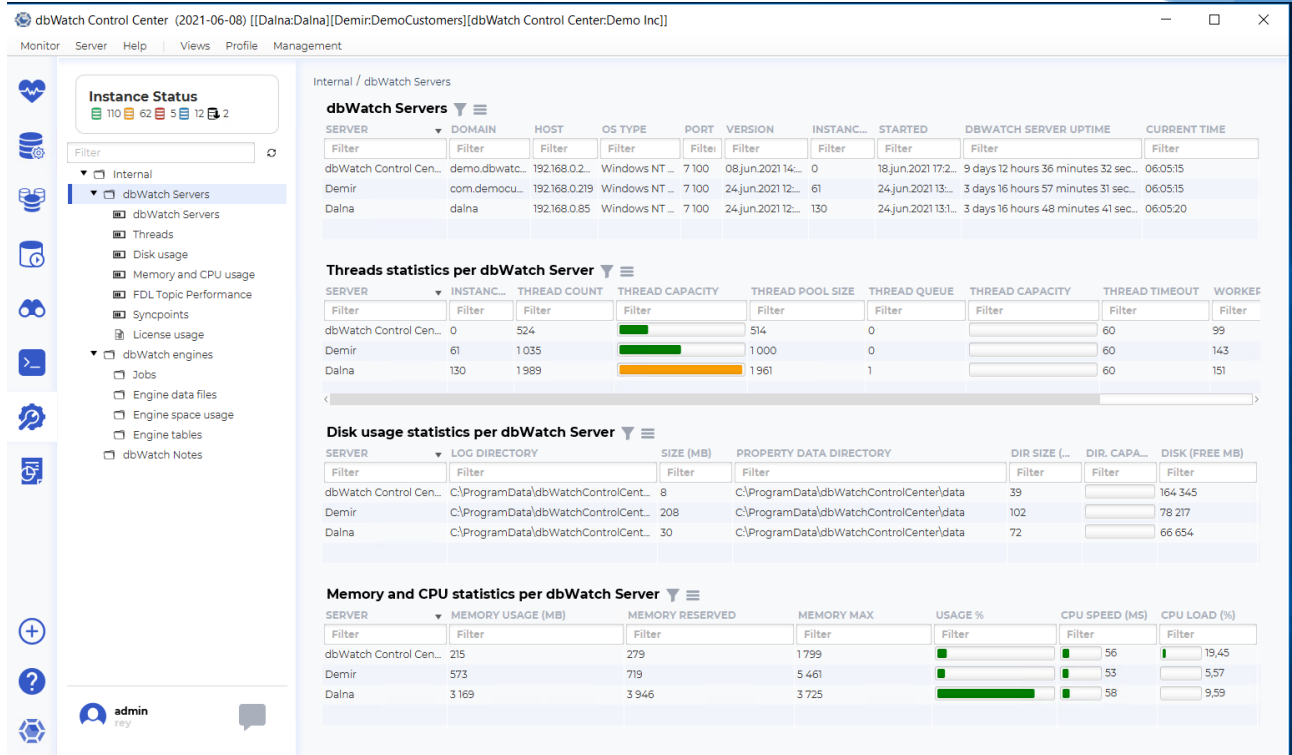 dbWatch Control Center (2021-06-08) [[Dalna:Dalna][Demir:DemoCustomers][dbWatch Control Center:Demo Inc]]
Monitor Server Help Views Profile Management
Instance Status
110 62 5 12 2
Filter
Internal
dbWatch Servers
dbWatch Servers
Threads
Disk usage
Memory and CPU usage
FDL Topic Performance
Syncpoints
License usage
dbWatch engines
Jobs
Engine data files
Engine space usage
Engine tables
dbWatch Notes
admin
rey
Internal / dbWatch Servers
dbWatch Servers
SERVER DOMAIN HOST OS TYPE PORT VERSION INSTANC... STARTED DBWATCH SERVER UPTIME CURRENT TIME
Filter Filter Filter Filter Filter Filter Filter Filter Filter Filter
dbWatch Control Cen... demo.dbwatc... 192.168.0.2... Windows NT ... 7 100 08.jun.2021 14:... 0 18.jun.2021 17:2... 9 days 12 hours 36 minutes 32 sec... 06:05:15
Demir com.democu... 192.168.0.219 Windows NT ... 7 100 24.jun.2021 12:... 61 24.jun.2021 13:... 3 days 16 hours 57 minutes 31 sec... 06:05:15
Dalna dalna 192.168.0.85 Windows NT ... 7 100 24.jun.2021 12:... 130 24.jun.2021 13:1... 3 days 16 hours 48 minutes 41 sec... 06:05:20
Threads statistics per dbWatch Server
SERVER INSTANC... THREAD COUNT THREAD CAPACITY THREAD POOL SIZE THREAD QUEUE THREAD CAPACITY THREAD TIMEOUT WORKER
Filter Filter Filter Filter Filter Filter Filter
dbWatch Control Cen... 0 524 514 0 60 99
Demir 61 1 035 1 000 0 60 143
Dalna 130 1 989 1 961 1 60 151
Disk usage statistics per dbWatch Server
SERVER LOG DIRECTORY SIZE (MB) PROPERTY DATA DIRECTORY DIR SIZE (... DIR. CAPA... DISK (FREE MB)
Filter Filter Filter Filter Filter Filter Filter
dbWatch Control Cen... C:\ProgramData\dbWatchControlCent... 8 C:\ProgramData\dbWatchControlCenter\data 39 164 345
Demir C:\ProgramData\dbWatchControlCent... 208 C:\ProgramData\dbWatchControlCenter\data 102 78 217
Dalna C:\ProgramData\dbWatchControlCent... 30 C:\ProgramData\dbWatchControlCenter\data 72 66 654
Memory and CPU statistics per dbWatch Server
SERVER MEMORY USAGE (MB) MEMORY RESERVED MEMORY MAX USAGE % CPU SPEED (MS) CPU LOAD (%)
Filter Filter Filter Filter Filter Filter Filter
dbWatch Control Cen... 215 279 1 799 56 19,45
Demir 573 719 5 461 53 5,57
Dalna 3 169 3 946 3 725 58 9,59